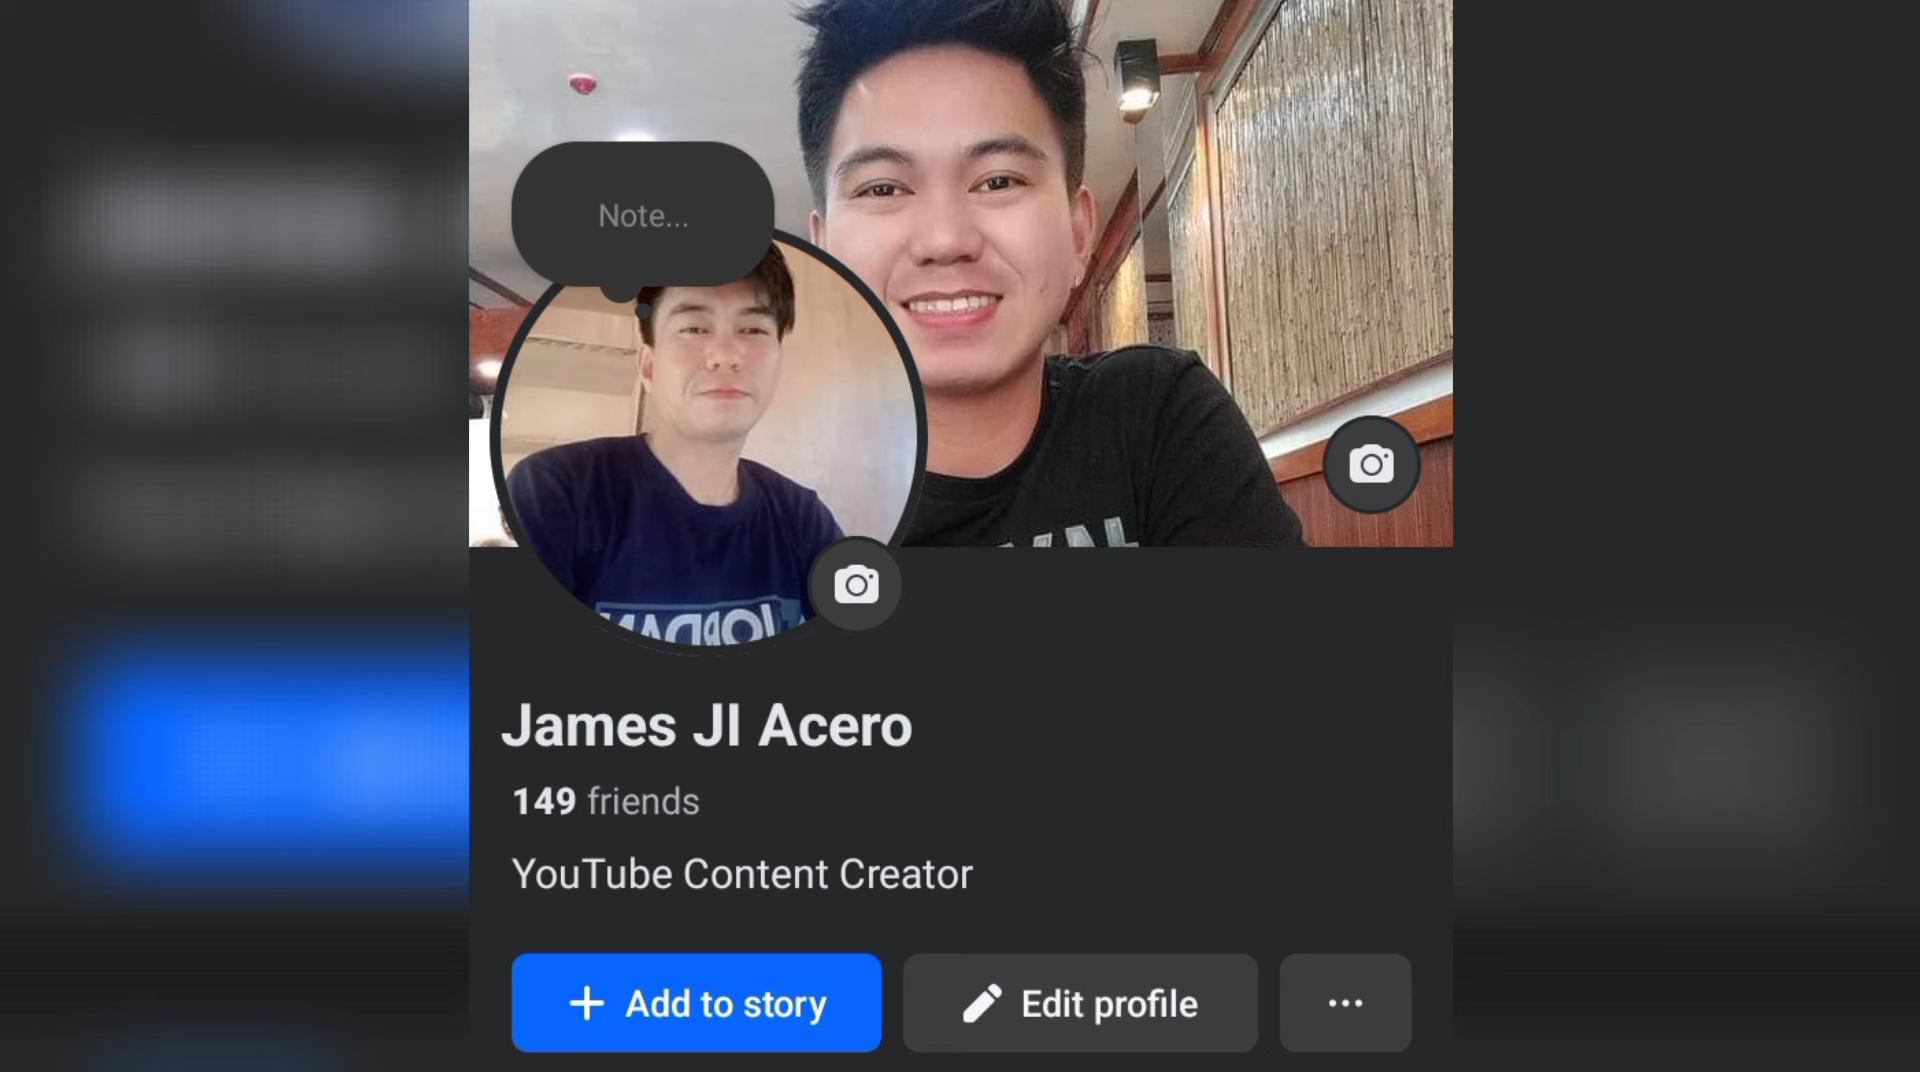 Note...
James JI Acero
149 friends
YouTube Content Creator
Add to story
Edit profile